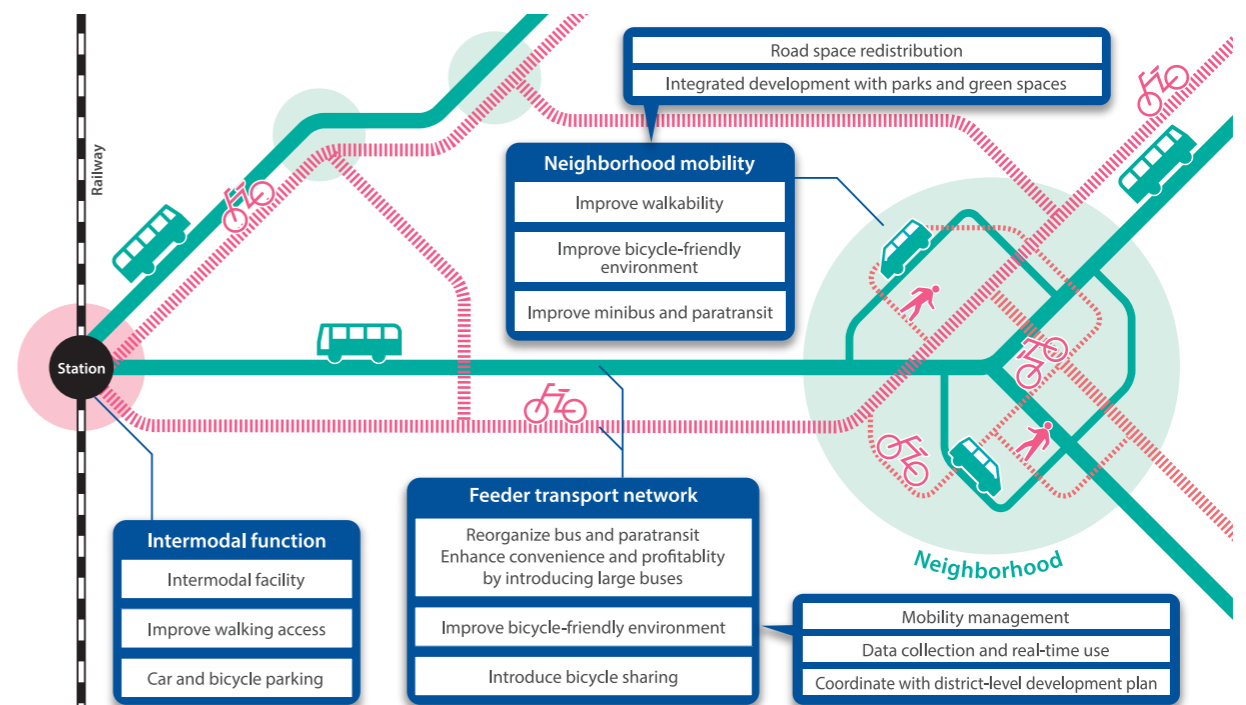 Road space redistribution
Integrated development with parks and green spaces
Railway
Neighborhood mobility
Improve walkability
Improve bicycle-friendly
environment
Improve minibus and paratransit
Station
Neighborhood
Intermodal function
Intermodal facility
Improve walking access
Car and bicycle parking
Feeder transport network
Reorganize bus and paratransit
Enhance convenience and profitablity
by introducing large buses
Improve bicycle-friendly environment
Introduce bicycle sharing
Mobility management
Data collection and real-time use
Coordinate with district-level development plan